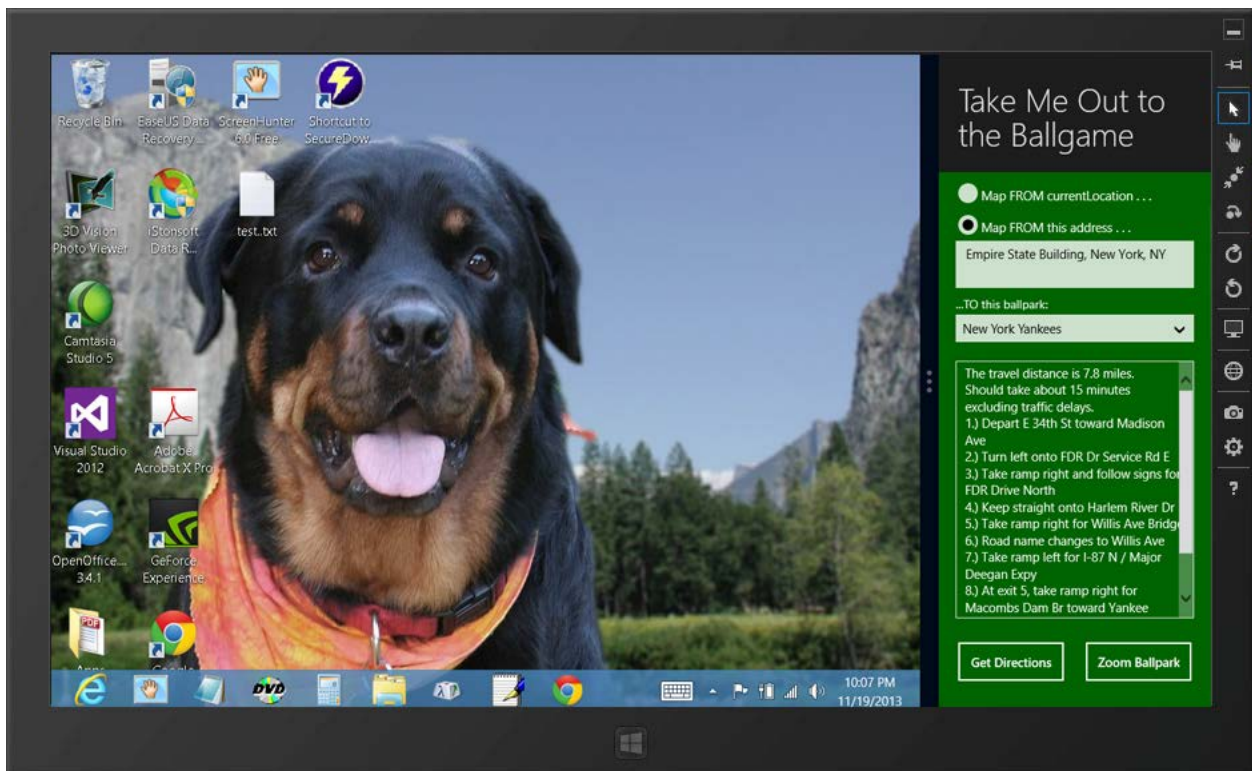 Recycle Bin
EaseUS Data
Recovery ...
ScreenHunter
6.0 Free
Shortcut to
SecureDow...
3D Vision
Photo Viewer
iStonsoft
Data R...
test..txt
Camtasia
Studio 5
Visual Studio
2012
Adobe
Acrobat X Pro
OpenOffice...
3.4.1
GeForce
Experience
PDF
Apps
Google
DVD
10:07 PM
11/19/2013
Take Me Out to
the Ballgame
Map FROM currentLocation . . .
Map FROM this address . . .
Empire State Building, New York, NY
...TO this ballpark:
New York Yankees
The travel distance is 7.8 miles.
Should take about 15 minutes
excluding traffic delays.
1.) Depart E 34th St toward Madison
Ave
2.) Turn left onto FDR Dr Service Rd E
3.) Take ramp right and follow signs for
FDR Drive North
4.) Keep straight onto Harlem River Dr
5.) Take ramp right for Willis Ave Bridge
6.) Road name changes to Willis Ave
7.) Take ramp left for I-87 N / Major
Deegan Expy
8.) At exit 5, take ramp right for
Macombs Dam Br toward Yankee
Get Directions
Zoom Ballpark
?